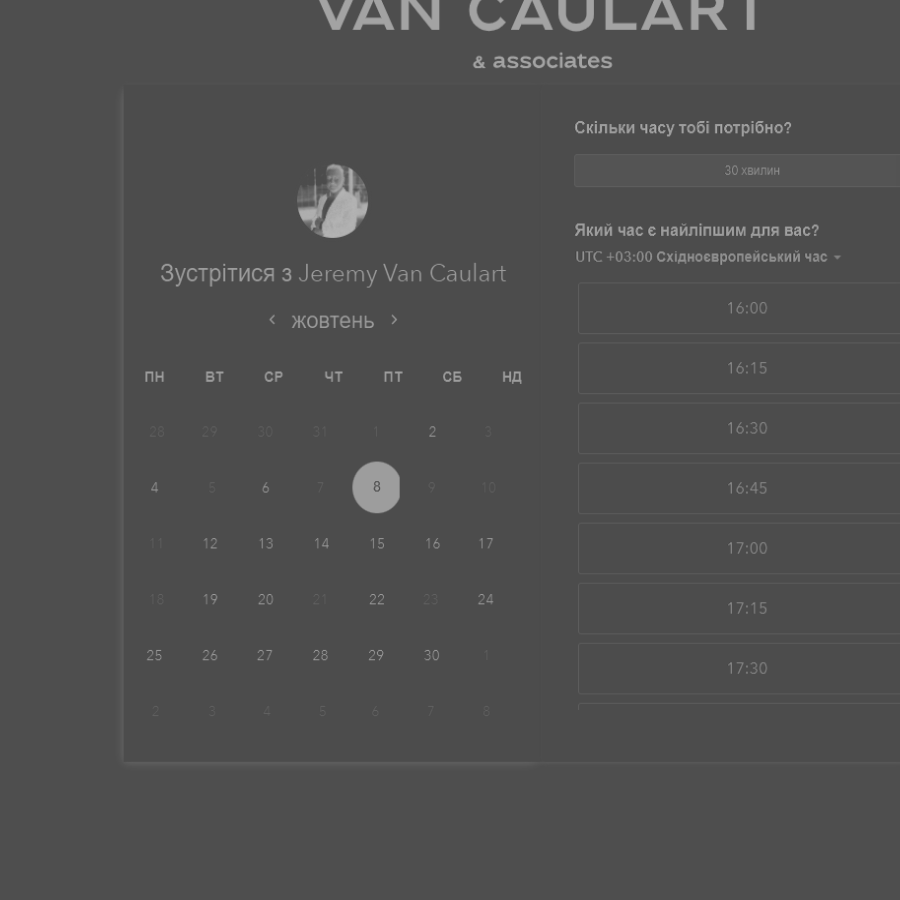 VAN CAULART
& associates
Зустрітися з Jeremy Van Caulart
жовтень
ПН ВТ СР ЧТ ПТ СБ НД
28 29 30 31 1 2 3
4 5 6 7 8 9 10
11 12 13 14 15 16 17
18 19 20 21 22 23 24
25 26 27 28 29 30 1
2 3 4 5 6 7 8
Скільки часу тобі потрібно?
30 хвилин
Який час є найліпшим для вас?
UTC +03:00 Східноєвропейський час
16:00
16:15
16:30
16:45
17:00
17:15
17:30